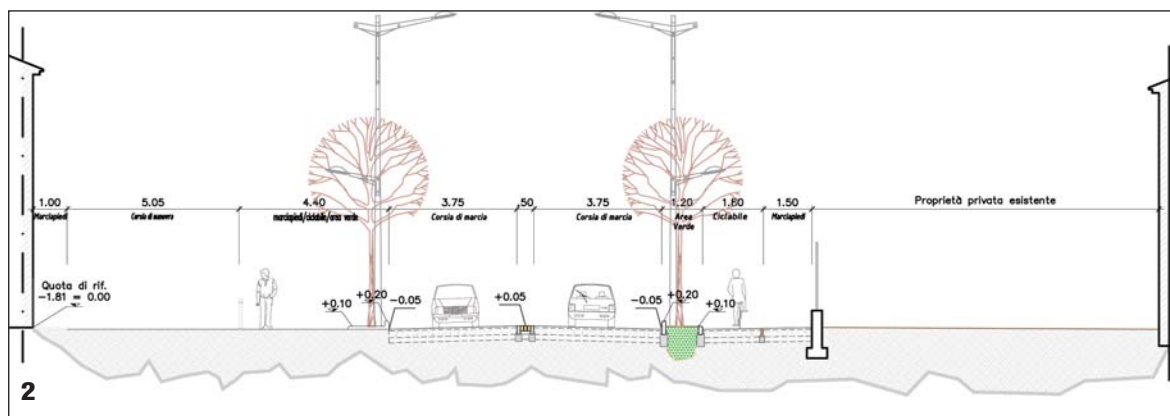 1.00
5.05
4.40
3.75
.50
3.75
1.20
1.80
1.50
Proprietà privata esistente
Marciapiedi
Corsia di manovra
marciapiedi/ciclabile/area verde
Corsia di marcia
Corsia di marcia
Area
Verde
Ciclabile
Marciapiedi
Quota di rif.
-1.81 = 0.00
+0.10
+0.20
-0.05
+0.05
-0.05
+0.20
+0.10
2